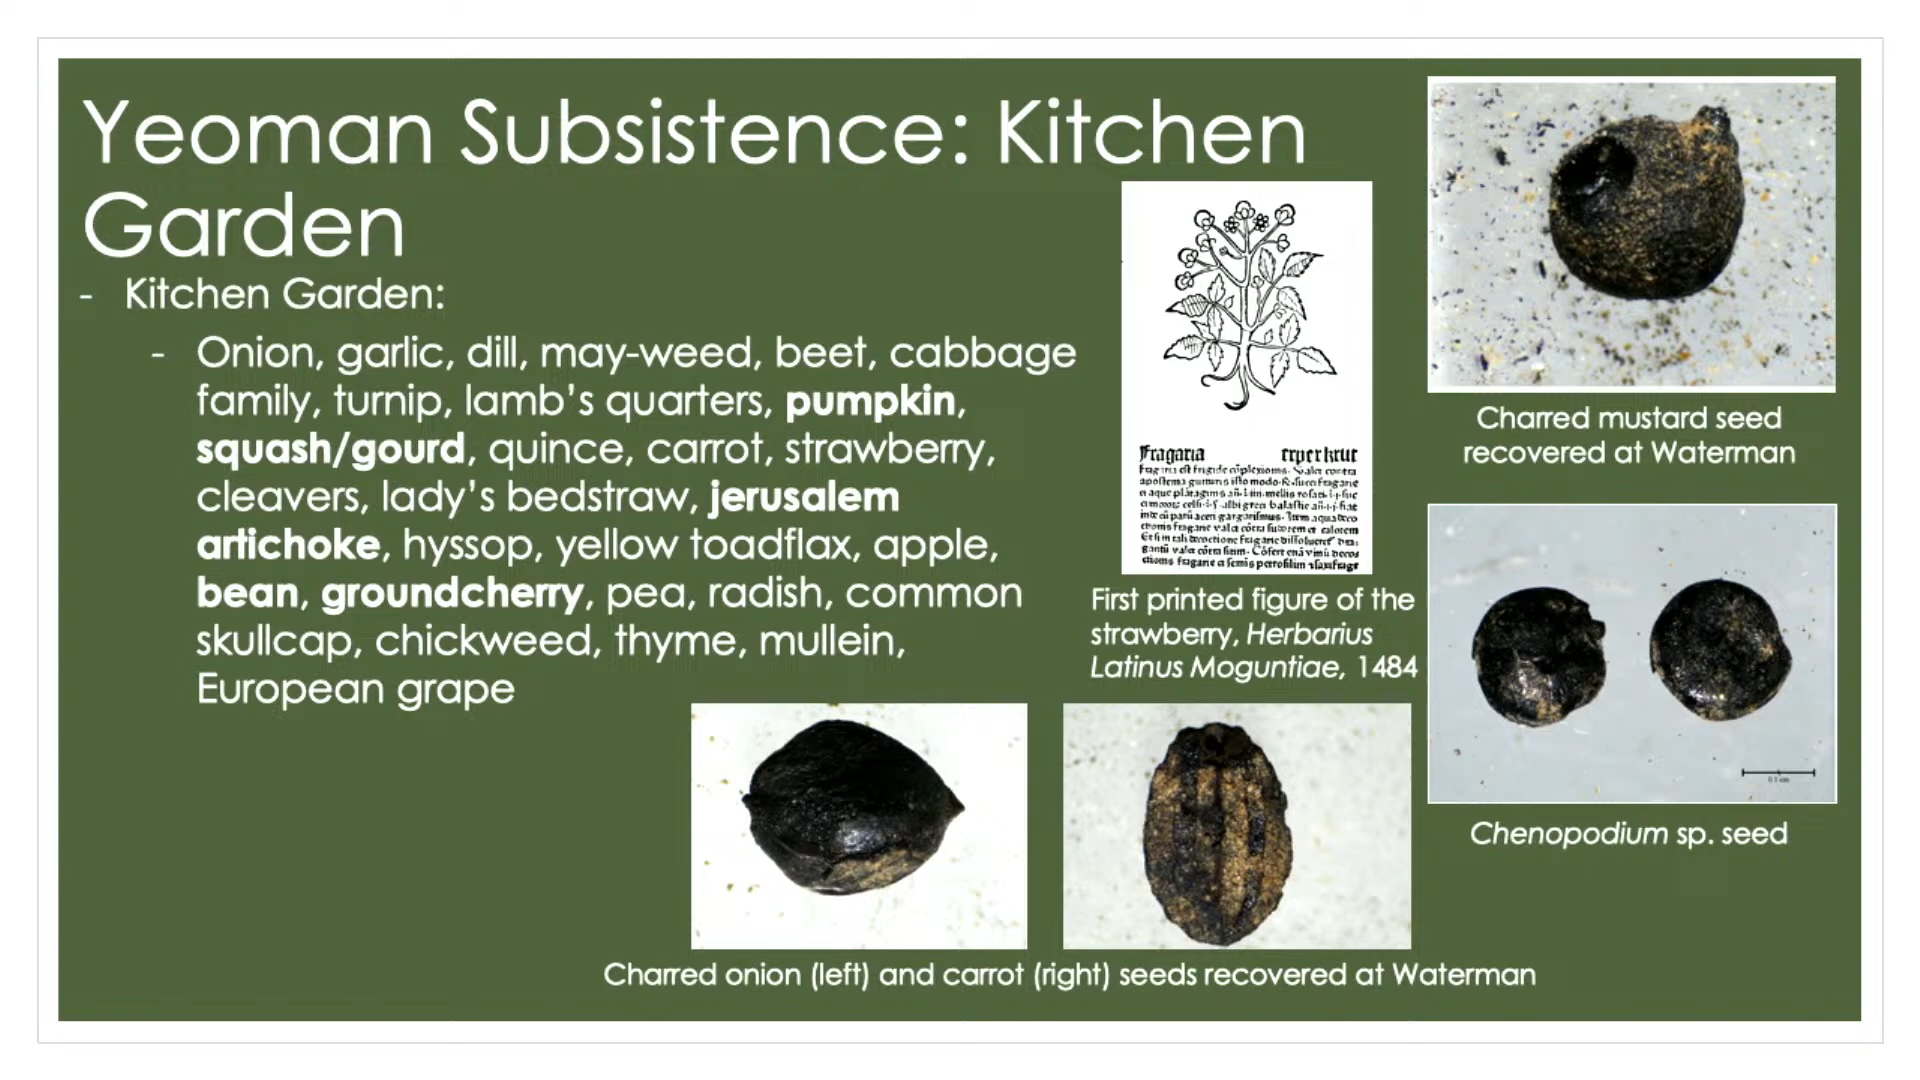 Yeoman Subsistence: Kitchen
Garden
- Kitchen Garden:
- Onion, garlic, dill, may-weed, beet, cabbage
family, turnip, lamb's quarters, pumpkin,
squash/gourd, quince, carrot, strawberry,
cleavers, lady's bedstraw, jerusalem
artichoke, hyssop, yellow toadflax, apple,
bean, groundcherry, pea, radish, common
skullcap, chickweed, thyme, mullein,
European grape
Fragaria
First printed figure of the
strawberry, Herbarius
Latinus Moguntiae, 1484
Charred mustard seed
recovered at Waterman
Chenopodium sp. seed
Charred onion (left) and carrot (right) seeds recovered at Waterman